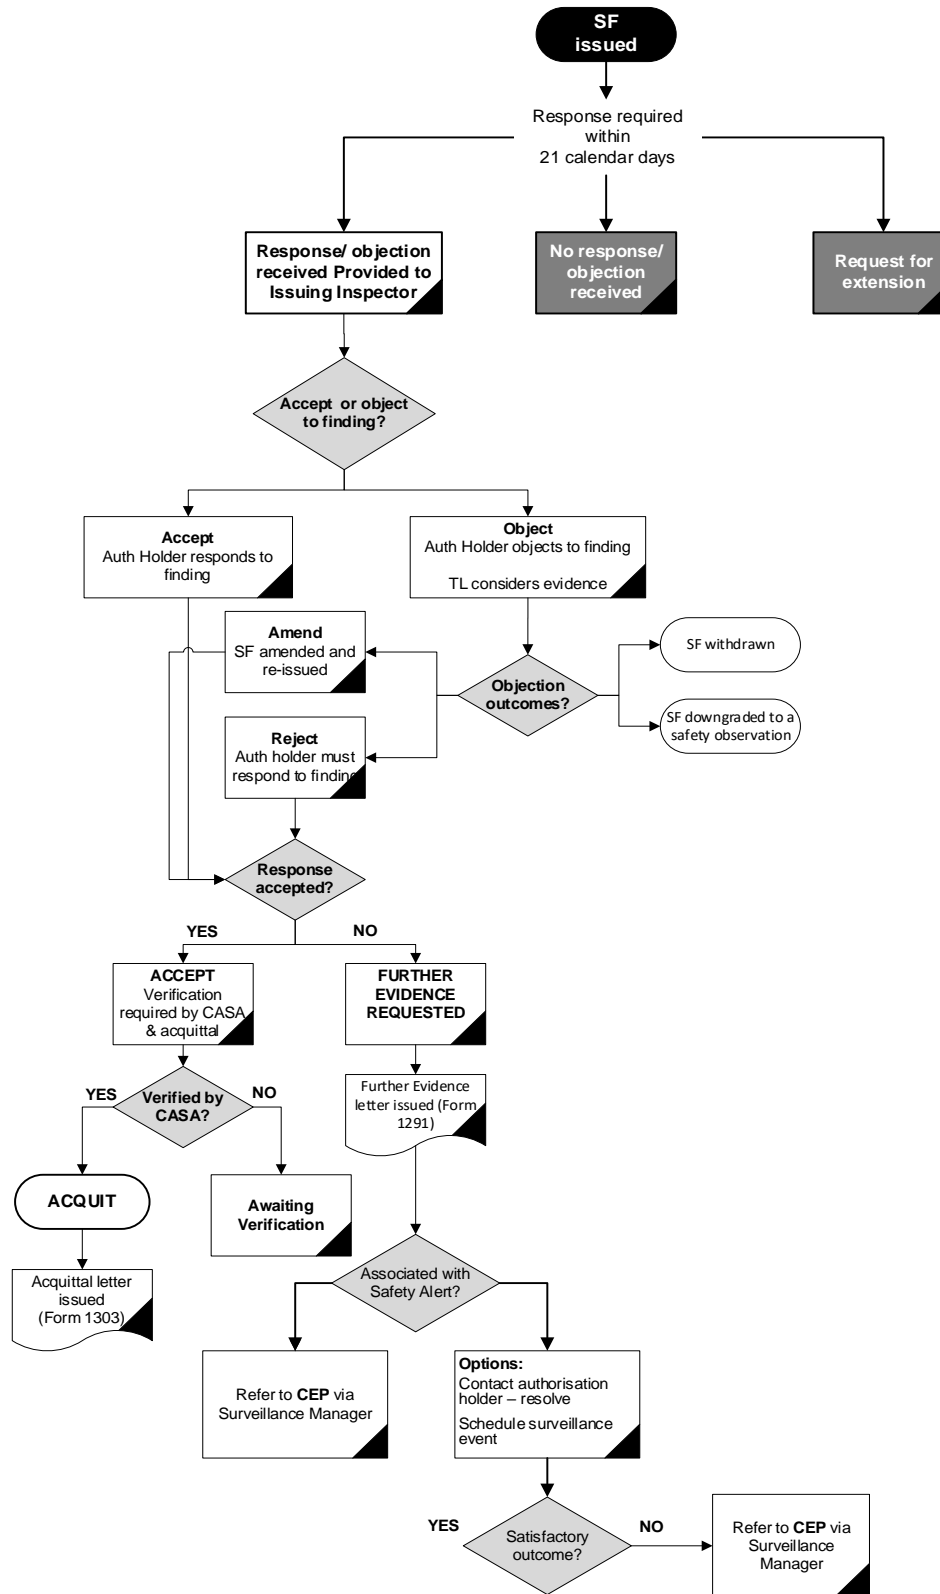 SF
issued
Response required
within
21 calendar days
Response/ objection
received Provided to
Issuing Inspector
No response/
objection
received
Request for
extension
Accept or object
to finding?
Accept
Auth Holder responds to
finding
Object
Auth Holder objects to finding
TL considers evidence
Amend
SF amended and
re-issued
Objection
outcomes?
SF withdrawn
SF downgraded to a
safety observation
Reject
Auth holder must
respond to finding
Response
accepted?
YES
NO
ACCEPT
Verification
required by CASA
& acquittal
FURTHER
EVIDENCE
REQUESTED
YES
Verified by
CASA?
NO
Further Evidence
letter issued (Form
1291)
ACQUIT
Awaiting
Verification
Acquittal letter
issued
(Form 1303)
Associated with
Safety Alert?
Refer to CEP via
Surveillance Manager
Options:
Contact authorisation
holder – resolve
Schedule surveillance
event
YES
Satisfactory
outcome?
NO
Refer to CEP via
Surveillance
Manager